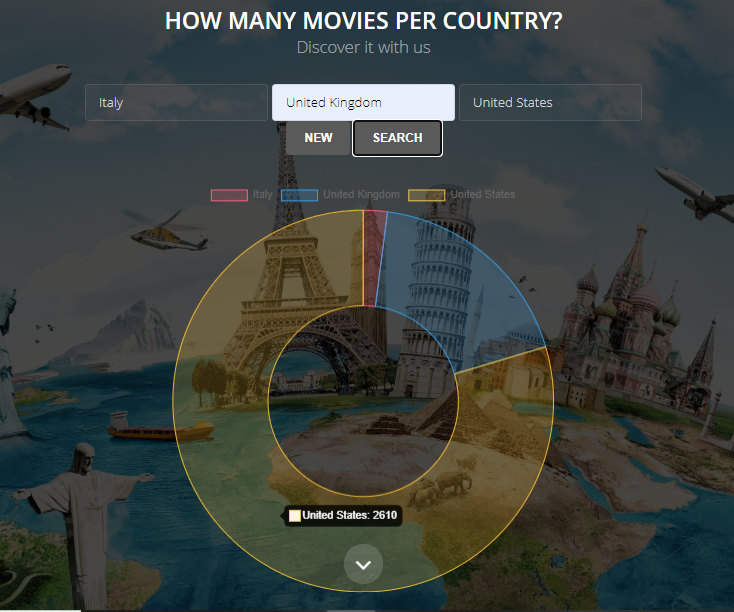 HOW MANY MOVIES PER COUNTRY?
Discover it with us
Italy United Kingdom United States
NEW SEARCH
Italy United Kingdom United States
United States: 2610